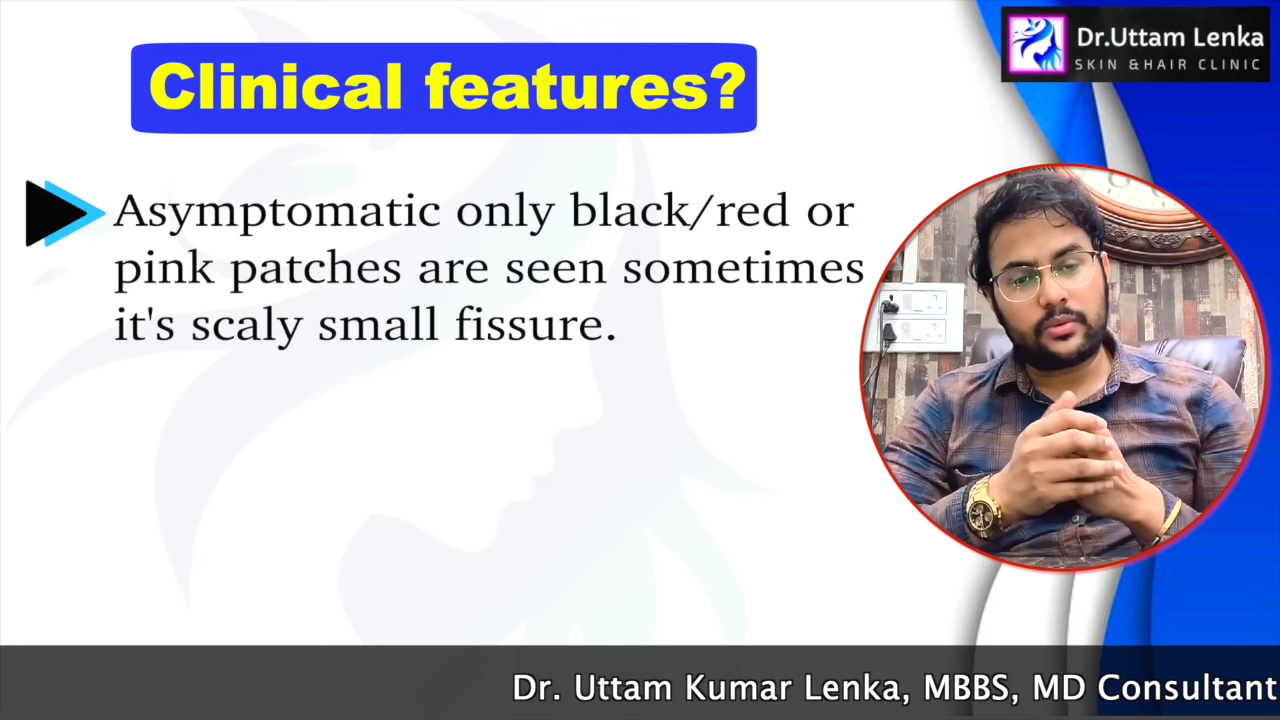 Dr.Uttam Lenka
SKIN &HAIR CLINIC
Clinical features?
Asymptomatic only black/red or
pink patches are seen sometimes
it's scaly small fissure.
Dr. Uttam Kumar Lenka, MBBS, MD Consultant